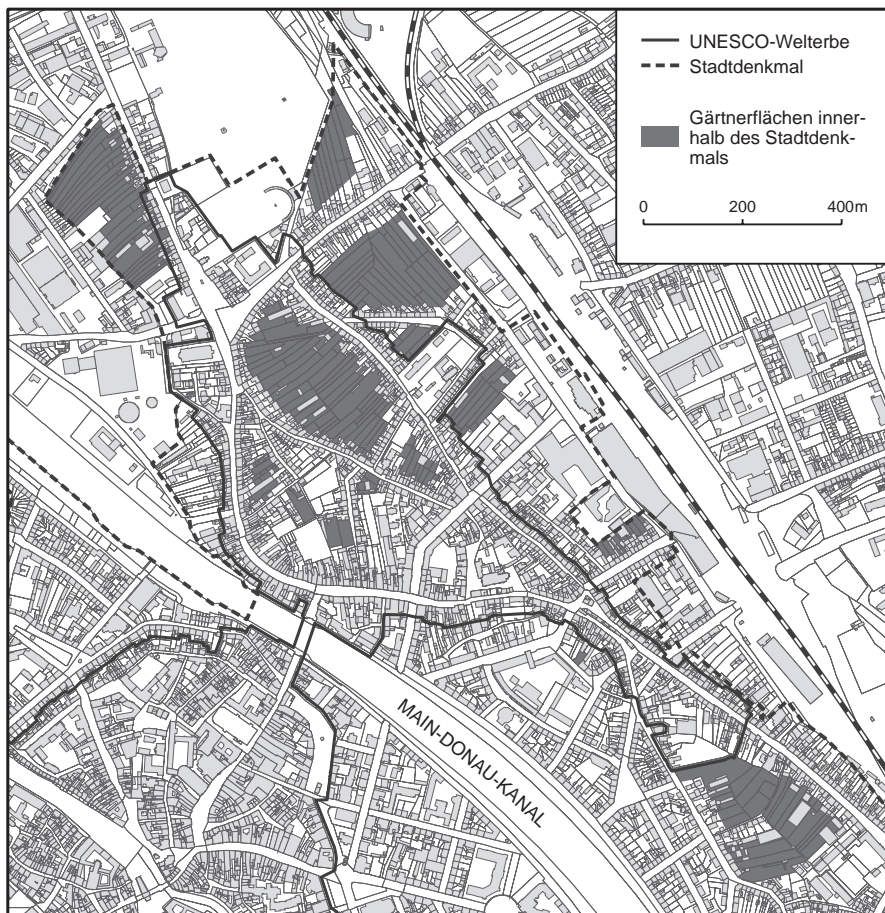 UNESCO-Welterbe
Stadtdenkmal
Gärtnerflächen inner-
halb des Stadtdenk-
mals
0 200 400m
MAIN-DONAU-KANAL